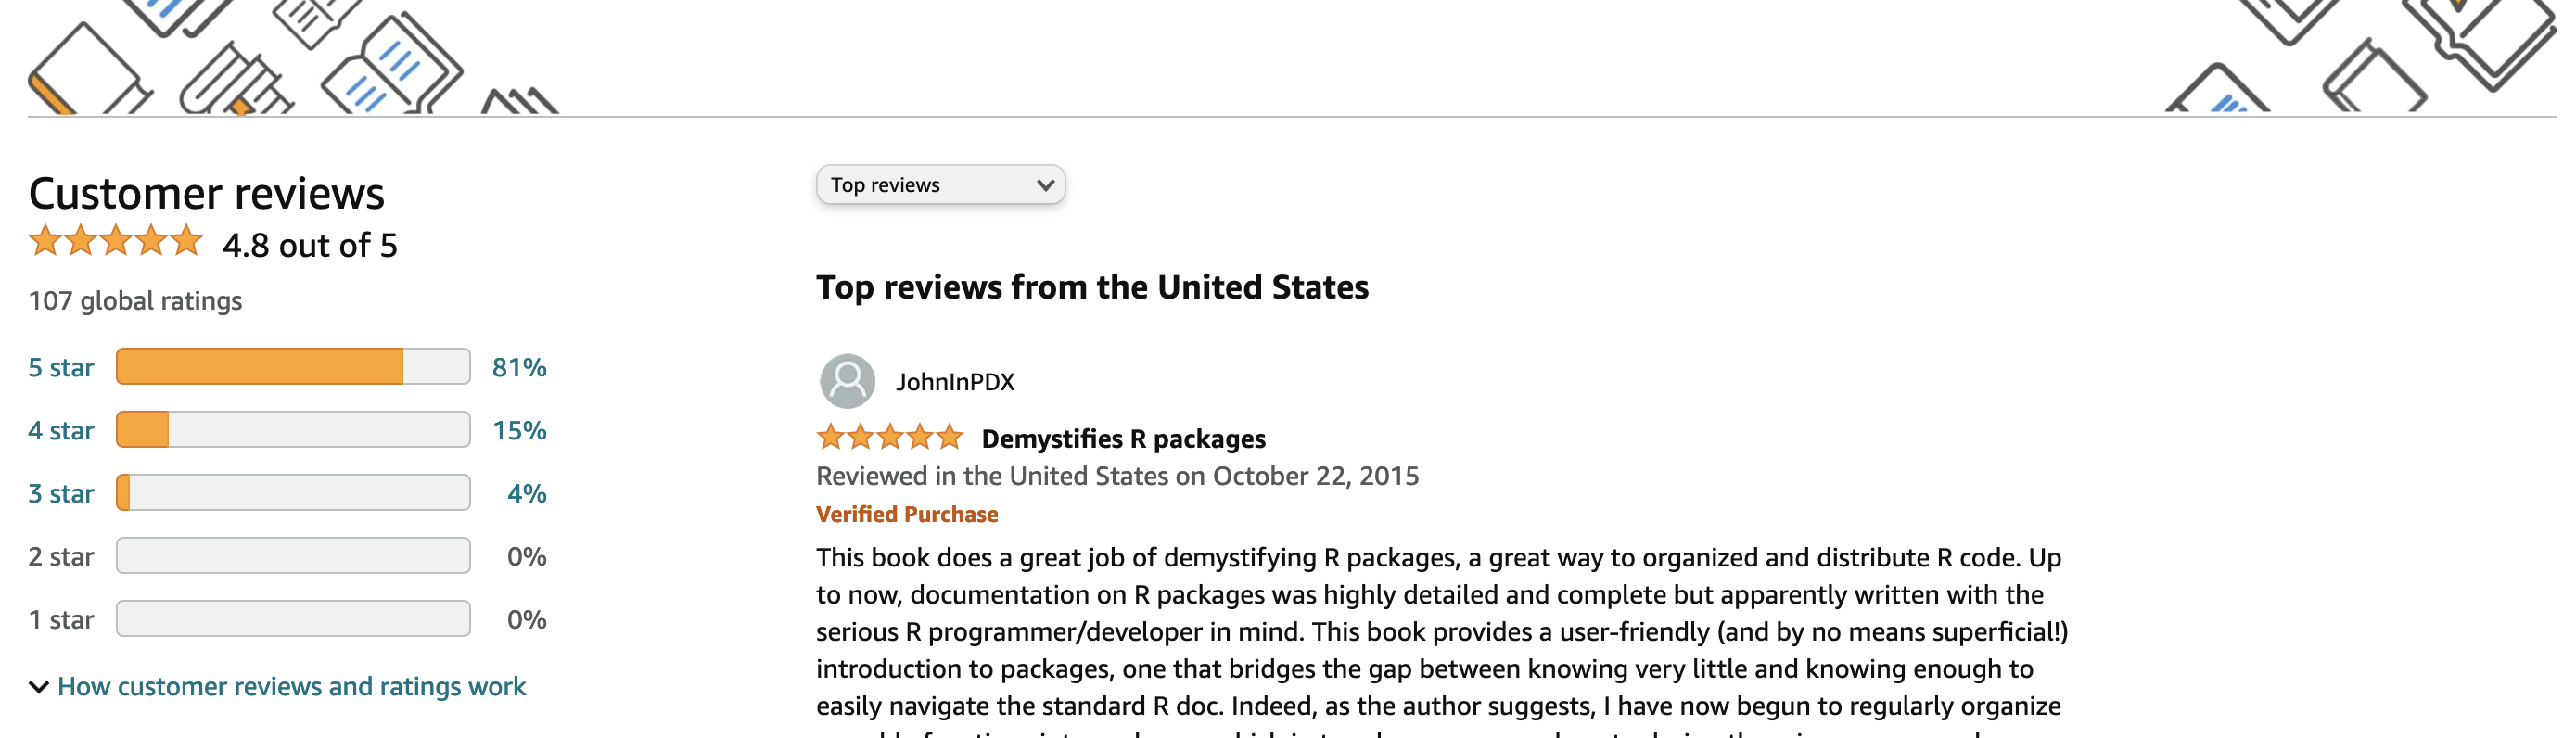 Customer reviews
4.8 out of 5
107 global ratings
5 star 81%
4 star 15%
3 star 4%
2 star 0%
1 star 0%
How customer reviews and ratings work
Top reviews
Top reviews from the United States
JohnInPDX
Demystifies R packages
Reviewed in the United States on October 22, 2015
Verified Purchase
This book does a great job of demystifying R packages, a great way to organized and distribute R code. Up
to now, documentation on R packages was highly detailed and complete but apparently written with the
serious R programmer/developer in mind. This book provides a user-friendly (and by no means superficial!)
introduction to packages, one that bridges the gap between knowing very little and knowing enough to
easily navigate the standard R doc. Indeed, as the author suggests, I have now begun to regularly organize